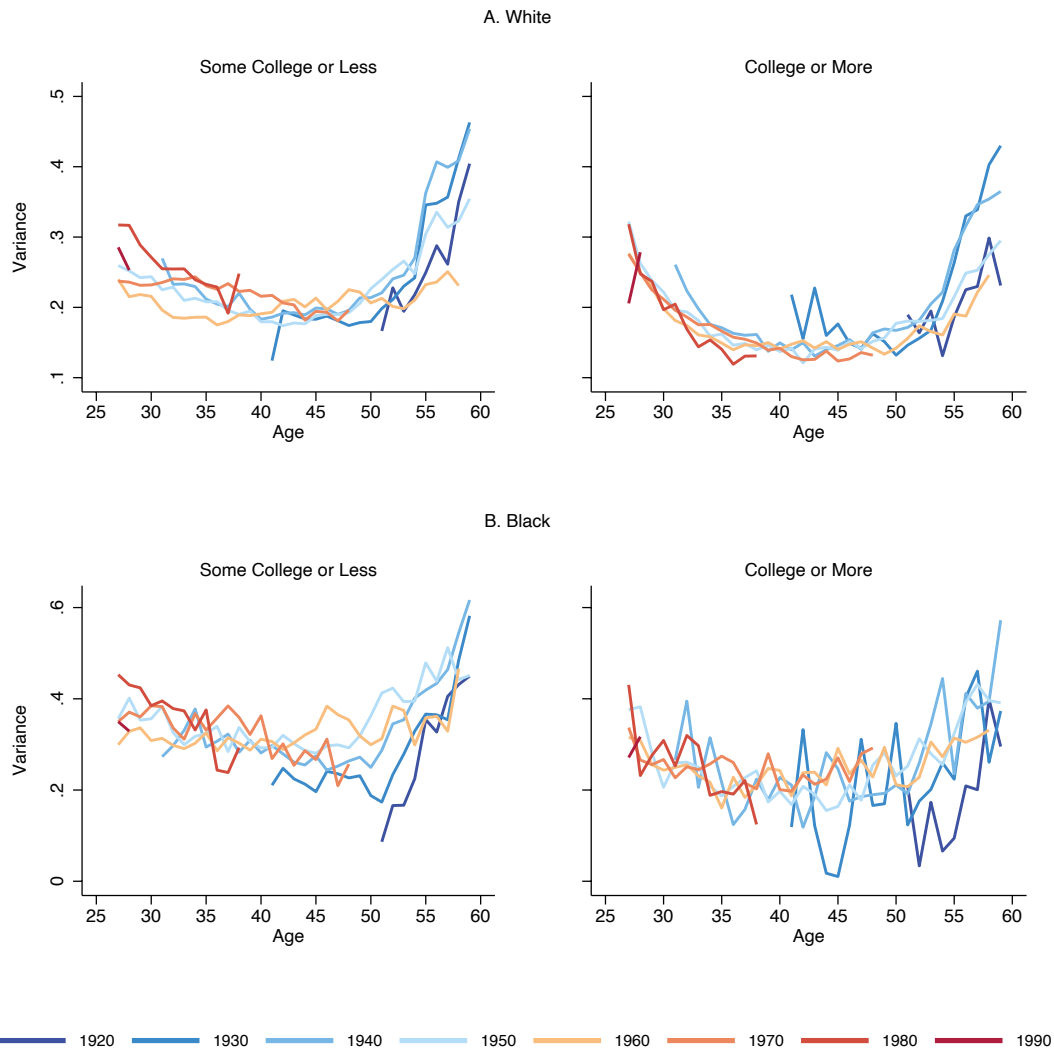 A. White
Some College or Less
College or More
Variance
.5
.4
.3
.2
.1
25 30 35 40 45 50 55 60
25 30 35 40 45 50 55 60
Age
Age
B. Black
Some College or Less
College or More
Variance
.6
.4
.2
0
25 30 35 40 45 50 55 60
25 30 35 40 45 50 55 60
Age
Age
1920 1930 1940 1950 1960 1970 1980 1990